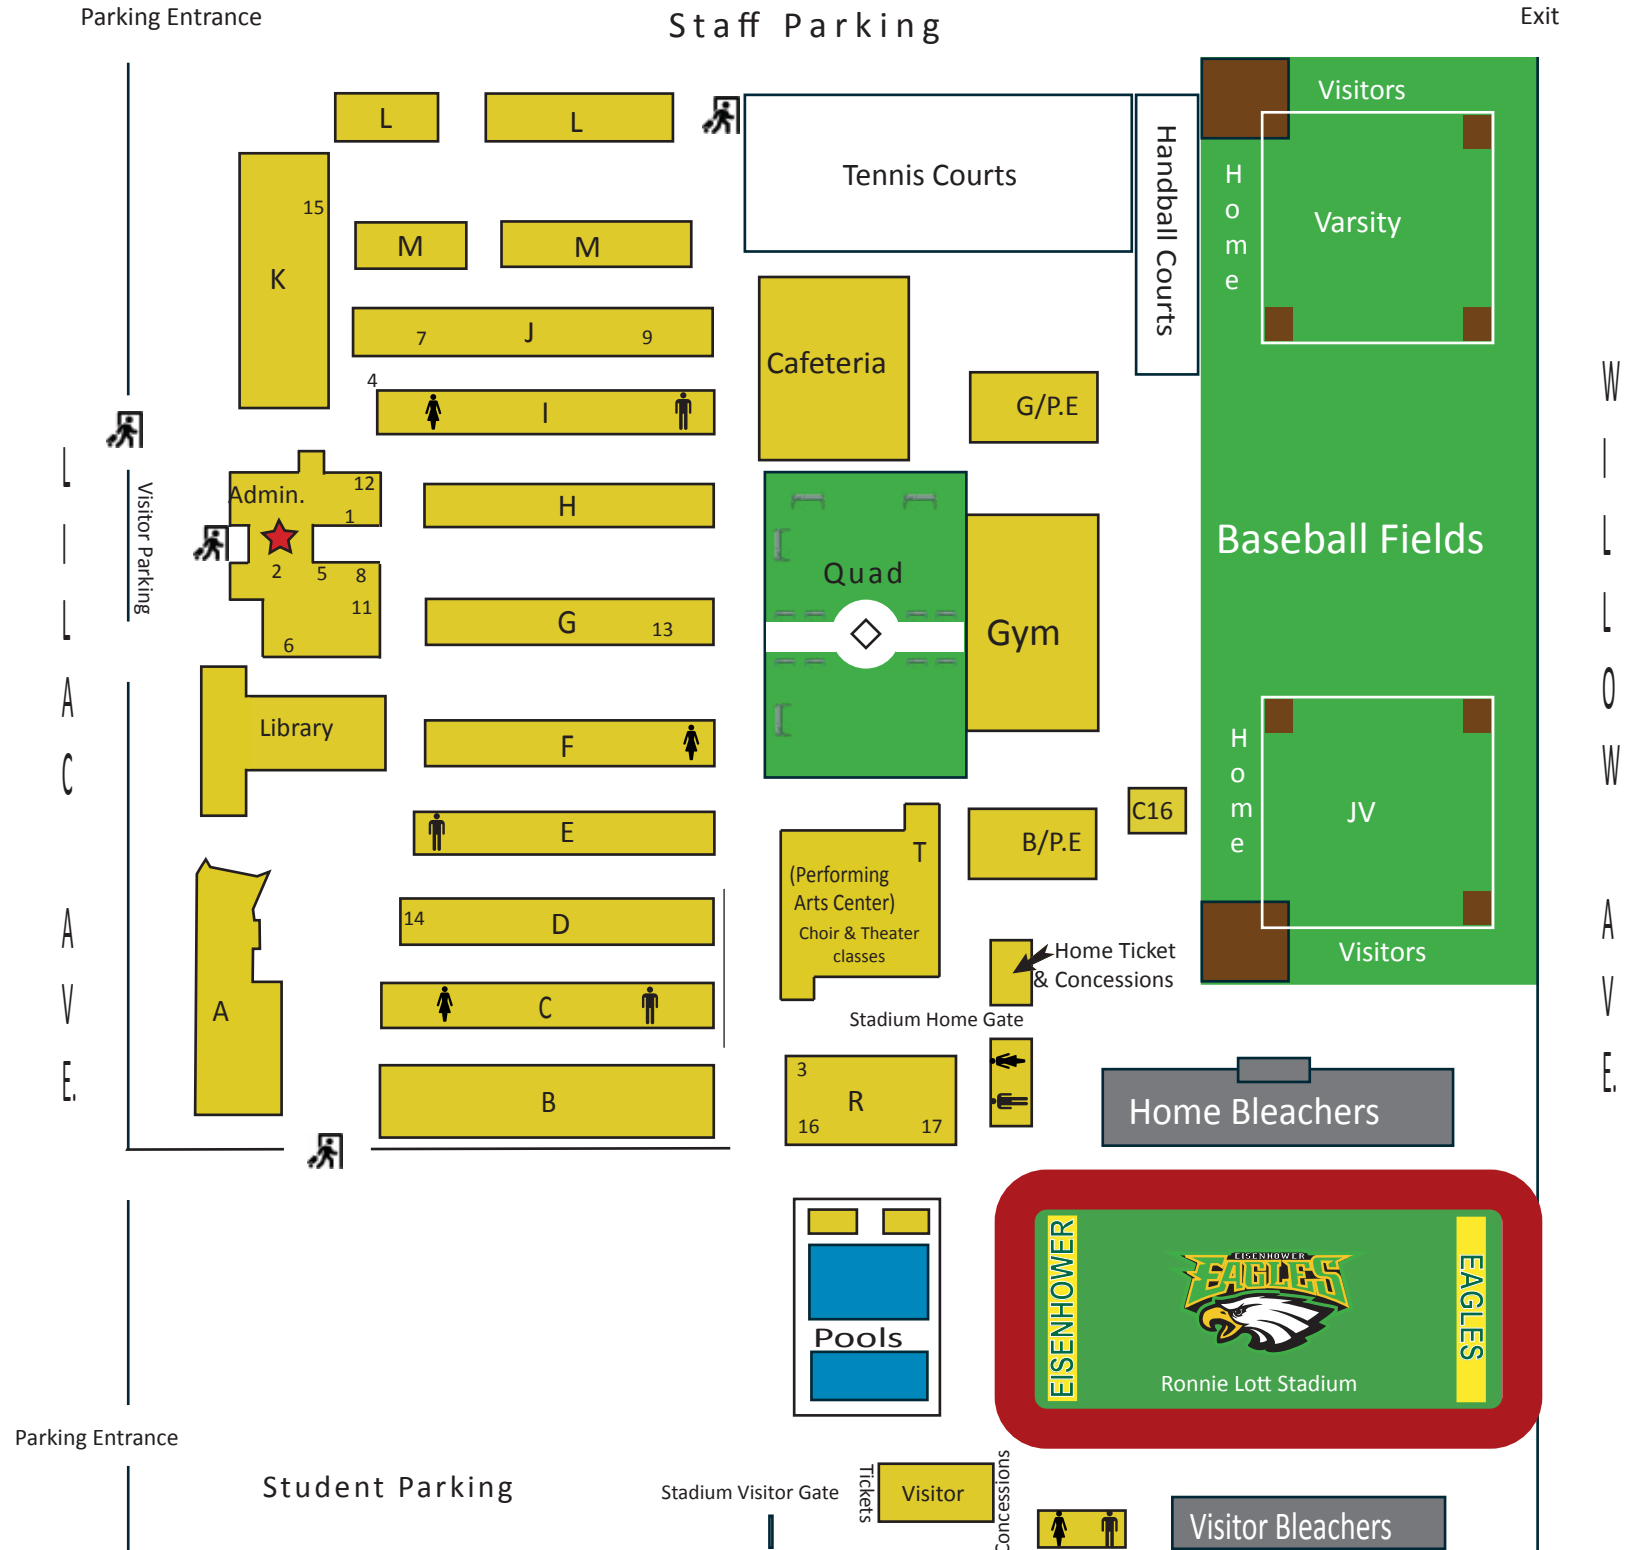 Parking Entrance
Staff Parking
Exit
L
L
Visitors
Tennis Courts
Handball Courts
Home
Varsity
15
K
M
M
7
J
9
Cafeteria
4
I
G/P.E
WILLOW AVE.
LILAC AVE.
Visitor Parking
Admin.
12
1
2
5
8
11
6
H
Baseball Fields
Quad
G
13
Gym
Library
F
Home
JV
C16
E
B/P.E
T
(Performing
Arts Center)
Choir & Theater
classes
14
D
Visitors
Home Ticket
& Concessions
A
C
Stadium Home Gate
B
3
R
16
17
Home Bleachers
EISENHOWER
EISENHOWER
EAGLES
EAGLES
Ronnie Lott Stadium
Pools
Parking Entrance
Student Parking
Stadium Visitor Gate
Tickets
Visitor
Concessions
Visitor Bleachers